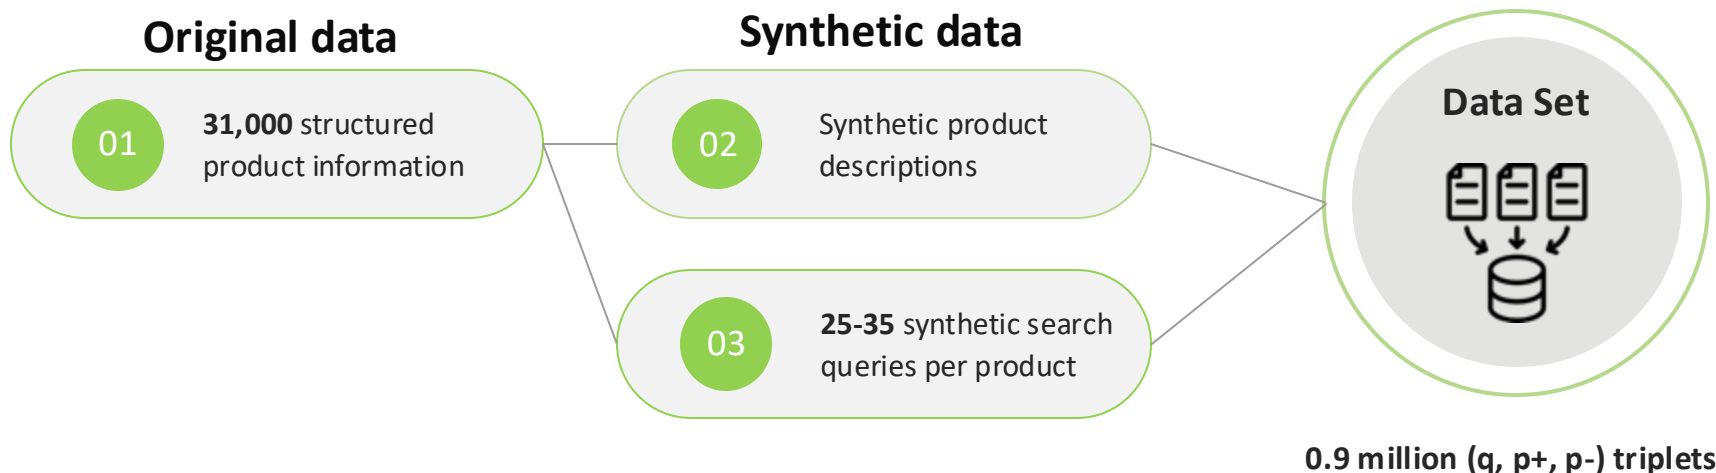 Original data
01
31,000 structured
product information
Synthetic data
02
Synthetic product
descriptions
03
25-35 synthetic search
queries per product
Data Set
0.9 million (q, p+, p-) triplets